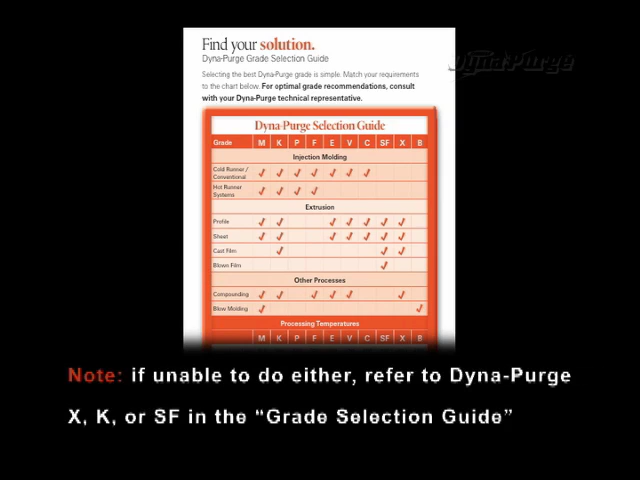 Find your solution.
Dyna-Purge Grade Selection Guide
Dyna-Purge
Selecting the best Dyna-Purge grade is simple. Match your requirements
to the chart below. For optimal grade recommendations, consult
with your Dyna-Purge technical representative.
Dyna-Purge Selection Guide
Grade M K P F E V C SF X B
Injection Molding
Cold Runner/
Conventional ✓ ✓ ✓ ✓ ✓ ✓ ✓
Hot Runner
Systems ✓ ✓ ✓ ✓
Extrusion
Profile ✓ ✓ ✓ ✓ ✓ ✓ ✓
Sheet ✓ ✓ ✓ ✓ ✓ ✓ ✓
Cast Film ✓ ✓ ✓
Blown Film ✓
Other Processes
Compounding ✓ ✓ ✓ ✓ ✓ ✓
Blow Molding ✓ ✓
Processing Temperatures
M K P F E V C SF X B
Note: if unable to do either, refer to Dyna-Purge
X, K, or SF in the “Grade Selection Guide”